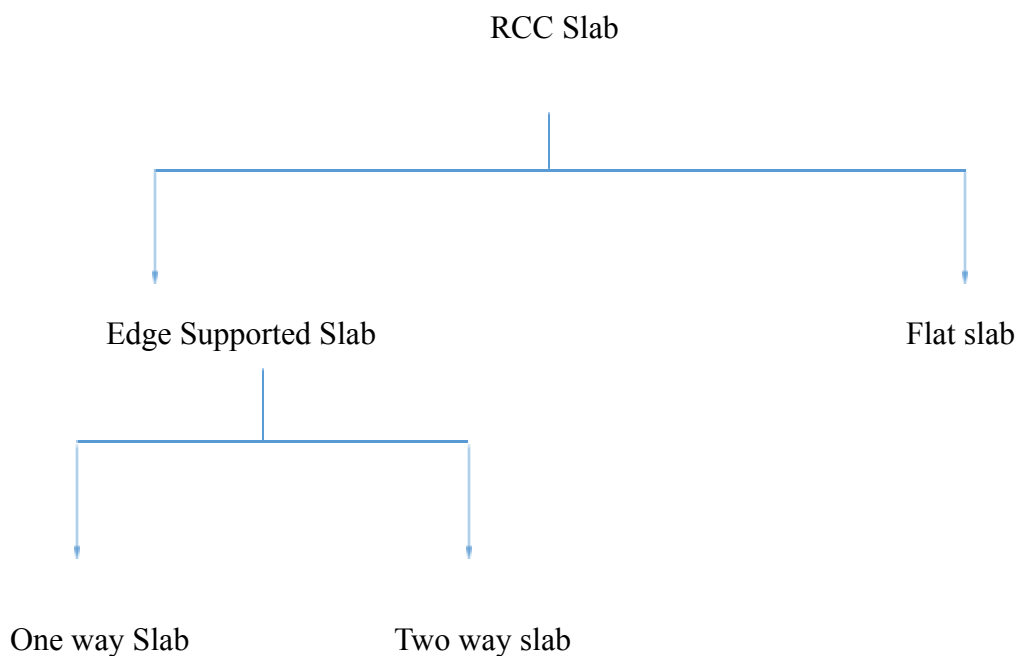 RCC Slab
Edge Supported Slab
Flat slab
One way Slab
Two way slab